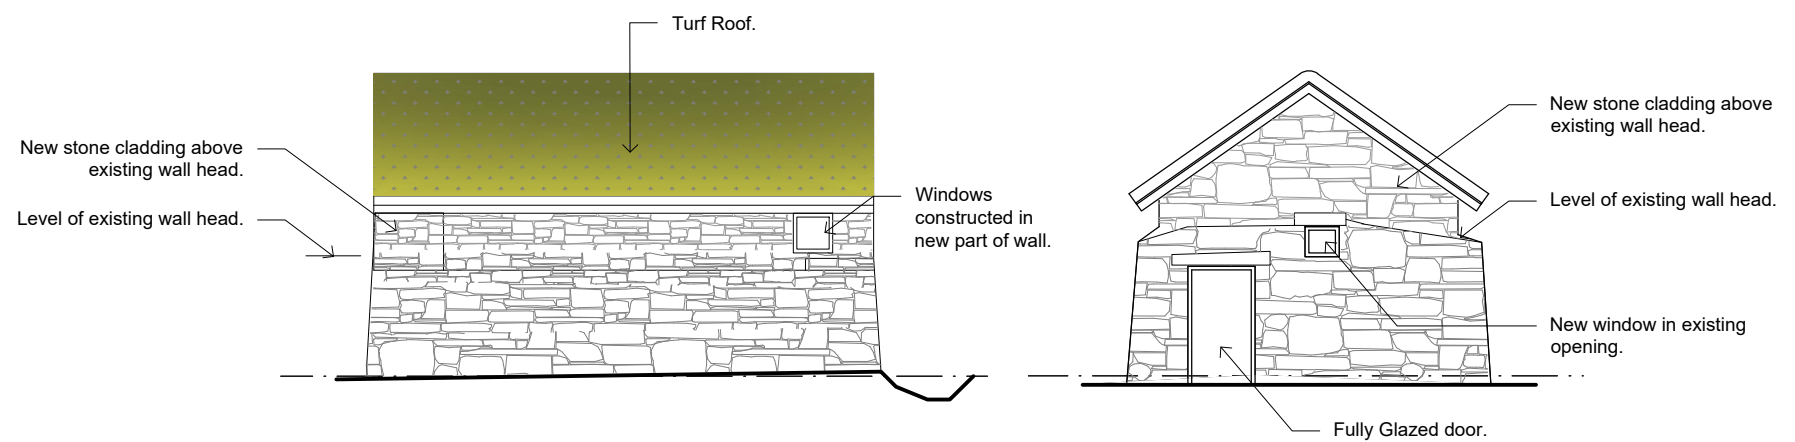 Turf Roof.
New stone cladding above
existing wall head.
Level of existing wall head.
Windows
constructed in
new part of wall.
New stone cladding above
existing wall head.
Level of existing wall head.
New window in existing
opening.
Fully Glazed door.